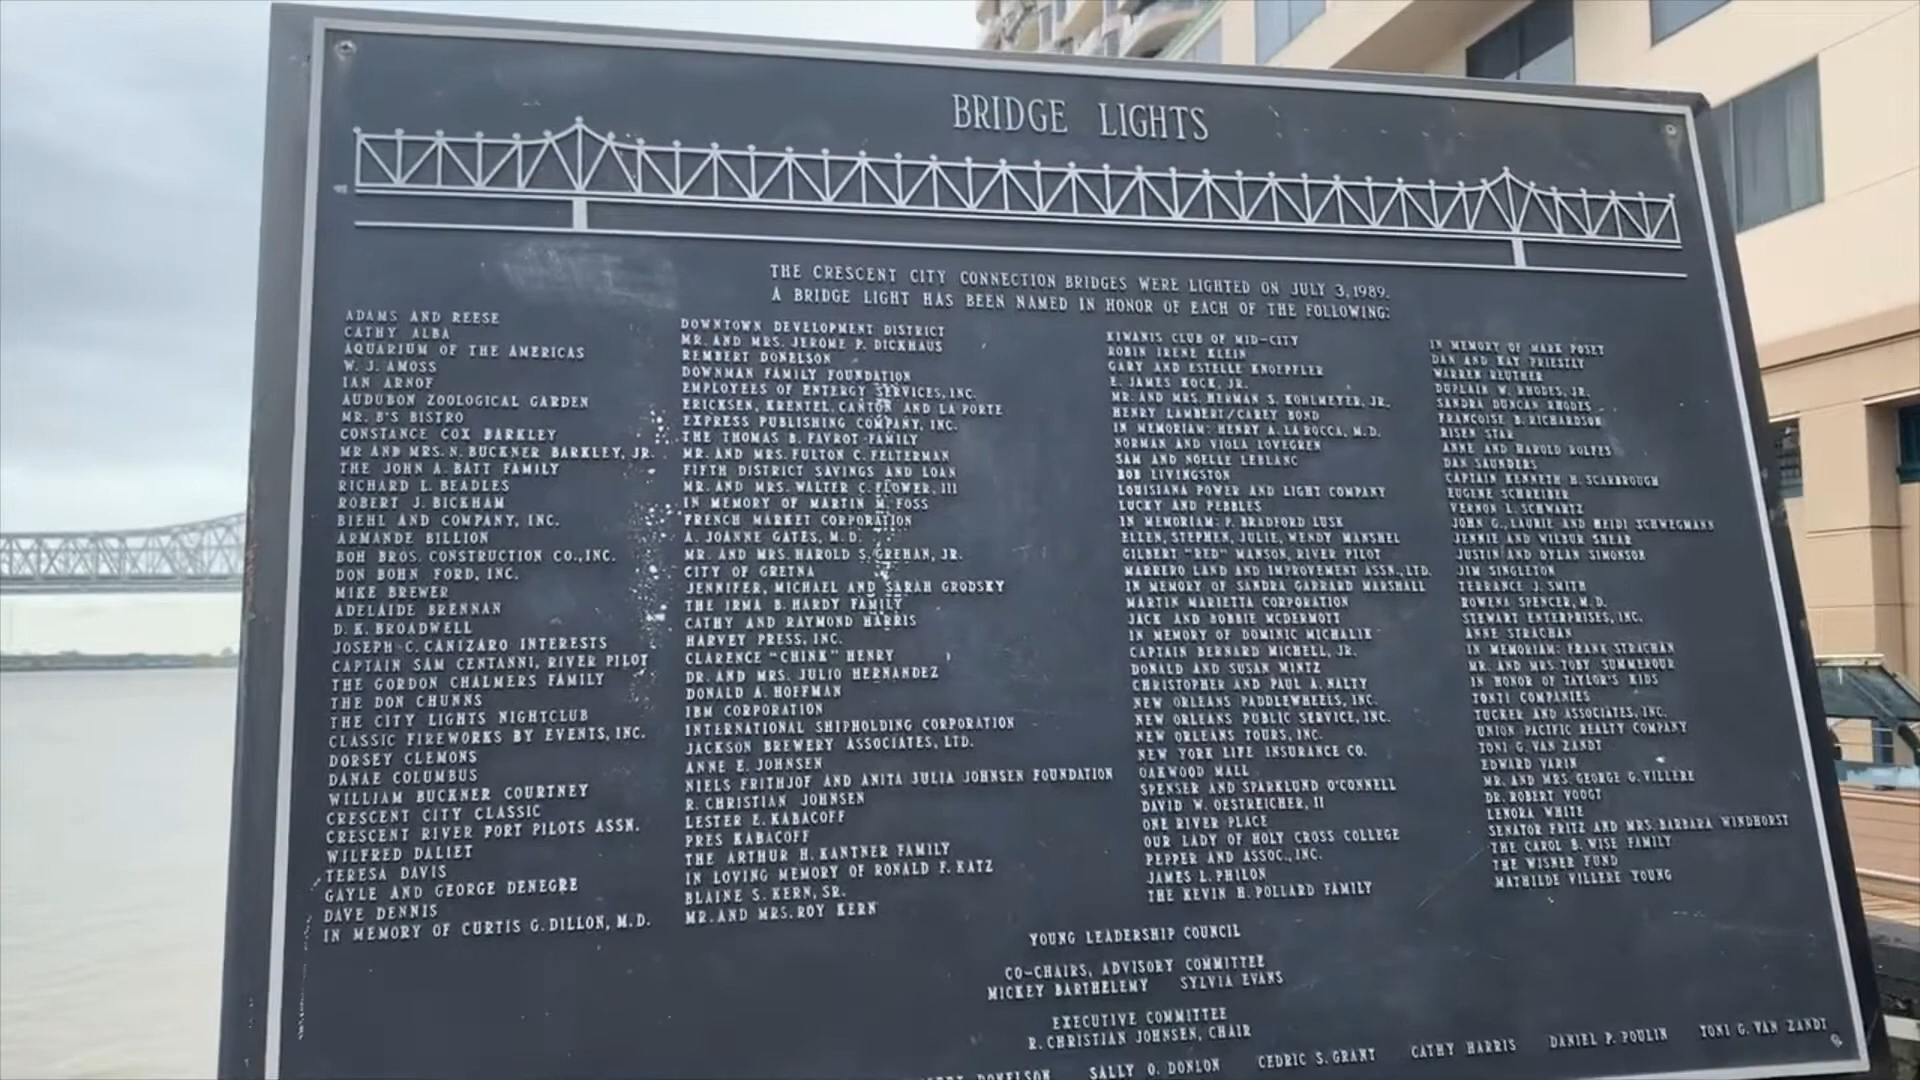 BRIDGE LIGHTS
THE CRESCENT CITY CONNECTION BRIDGES WERE LIGHTED ON JULY 3, 1989.
A BRIDGE LIGHT HAS BEEN NAMED IN HONOR OF EACH OF THE FOLLOWING:
ADAMS AND REESE
CATHY ALBA
AQUARIUM OF THE AMERICAS
W. J. AMOSS
IAN ARNOF
AUDUBON ZOOLOGICAL GARDEN
MR. B'S BISTRO
CONSTANCE COX BARKLEY
MR AND MRS. N. BUCKNER BARKLEY, JR.
THE JOHN A. BATT FAMILY
RICHARD L. BEADLES
ROBERT J. BICKHAM
BIEHL AND COMPANY, INC.
ARMANDE BILLION
BOH BROS. CONSTRUCTION CO., INC.
DON BOHN FORD, INC.
MIKE BREWER
ADELAIDE BRENNAN
D. K. BROADWELL
JOSEPH C. CANIZARO INTERESTS
CAPTAIN SAM CENTANNI, RIVER PILOT
THE GORDON CHALMERS FAMILY
THE DON CHUNNS
THE CITY LIGHTS NIGHTCLUB
CLASSIC FIREWORKS BY EVENTS, INC.
DORSEY CLEMONS
DANAE COLUMBUS
WILLIAM BUCKNER COURTNEY
CRESCENT CITY CLASSIC
CRESCENT RIVER PORT PILOTS ASSN.
WILFRED DALIET
TERESA DAVIS
GAYLE AND GEORGE DENEGRE
DAVE DENNIS
IN MEMORY OF CURTIS G. DILLON, M.D.
DOWNTOWN DEVELOPMENT DISTRICT
MR. AND MRS. JEROME P. DICKHAUS
REMBERT DONELSON
DOWNMAN FAMILY FOUNDATION
EMPLOYEES OF ENTERGY SERVICES, INC.
ERICKSEN, KRENTEL, CANTON AND LA PORTE
EXPRESS PUBLISHING COMPANY, INC.
THE THOMAS B. FAVROT FAMILY
MR. AND MRS. FULTON C. FELTERMAN
FIFTH DISTRICT SAVINGS AND LOAN
MR. AND MRS. WALTER C. FLOWER, III
IN MEMORY OF MARTIN M. FOSS
FRENCH MARKET CORPORATION
A. JOANNE GATES, M.D.
MR. AND MRS. HAROLD S. GREHAN, JR.
CITY OF GRETNA
JENNIFER, MICHAEL AND SARAH GRODSKY
THE IRMA B. HARDY FAMILY
CATHY AND RAYMOND HARRIS
HARVEY PRESS, INC.
CLARENCE "CHINK" HENRY
DR. AND MRS. JULIO HERNANDEZ
DONALD A. HOFFMAN
IBM CORPORATION
INTERNATIONAL SHIPHOLDING CORPORATION
JACKSON BREWERY ASSOCIATES, LTD.
ANNE E. JOHNSEN
NIELS FRITHJOF AND ANITA JULIA JOHNSEN FOUNDATION
R. CHRISTIAN JOHNSEN
LESTER E. KABACOFF
PRES KABACOFF
THE ARTHUR H. KANTNER FAMILY
IN LOVING MEMORY OF RONALD F. KATZ
BLAINE S. KERN, SR.
MR. AND MRS. ROY KERN
KIWANIS CLUB OF MID-CITY
ROBIN IRENE KLEIN
GARY AND ESTELLE KNOEPFLER
E. JAMES KOCK, JR.
MR. AND MRS. HERMAN S. KOHLMEYER, JR.
HENRY LAMBERT/CAREY BOND
IN MEMORIAM: HENRY A. LA ROCCA, M.D.
NORMAN AND VIOLA LOVEGREN
SAM AND NOELLE LEBLANC
BOB LIVINGSTON
LOUISIANA POWER AND LIGHT COMPANY
LUCKY AND PEBBLES
IN MEMORIAM: P. BRADFORD LUSK
ELLEN, STEPHEN, JULIE, WENDY MANSHEL
GILBERT "RED" MANSON, RIVER PILOT
MARRERO LAND AND IMPROVEMENT ASSN., LTD.
IN MEMORY OF SANDRA GARRARD MARSHALL
MARTIN MARIETTA CORPORATION
JACK AND BOBBIE MCDERMOTT
IN MEMORY OF DOMINIC MICHALIK
CAPTAIN BERNARD MICHELL, JR.
DONALD AND SUSAN MINTZ
CHRISTOPHER AND PAUL A. NALTY
NEW ORLEANS PADDLEWHEELS, INC.
NEW ORLEANS PUBLIC SERVICE, INC.
NEW ORLEANS TOURS, INC.
NEW YORK LIFE INSURANCE CO.
OAKWOOD MALL
SPENSER AND SPARKLUND O'CONNELL
DAVID W. OESTREICHER, II
ONE RIVER PLACE
OUR LADY OF HOLY CROSS COLLEGE
PEPPER AND ASSOC., INC.
JAMES L. PHILON
THE KEVIN H. POLLARD FAMILY
IN MEMORY OF MARK POSEY
DAN AND KAY PRIESTLY
WARREN REUTHER
DUPLAIN W. RHODES, JR.
SANDRA DUNCAN RHODES
FRANCOISE B. RICHARDSON
RISEN STAR
ANNE AND HAROLD ROLFES
DAN SAUNDERS
CAPTAIN KENNETH H. SCARBROUGH
EUGENE SCHREIBER
VERNON L. SCHWARTZ
JOHN G., LAURIE AND HEIDI SCHWEGMANN
JENNIE AND WILBUR SHEAR
JUSTIN AND DYLAN SIMONSON
JIM SINGLETON
TERRANCE J. SMITH
ROWENA SPENCER, M.D.
STEWART ENTERPRISES, INC.
ANNE STRACHAN
IN MEMORIAM: FRANK STRACHAN
MR. AND MRS. TOBY SUMMEROUR
IN HONOR OF TAYLOR'S KIDS
TONTI COMPANIES
TUCKER AND ASSOCIATES, INC.
UNION PACIFIC REALTY COMPANY
TONI G. VAN ZANDT
EDWARD VARIN
MR. AND MRS. GEORGE G. VILLERE
DR. ROBERT VOOGT
LENORA WHITE
SENATOR FRITZ AND MRS. BARBARA WINDHORST
THE CAROL B. WISE FAMILY
THE WISNER FUND
MATHILDE VILLERE YOUNG
YOUNG LEADERSHIP COUNCIL
CO-CHAIRS, ADVISORY COMMITTEE
MICKEY BARTHELEMY SYLVIA EVANS
EXECUTIVE COMMITTEE
R. CHRISTIAN JOHNSEN, CHAIR
DONELSON SALLY O. DONLON CEDRIC S. GRANT CATHY HARRIS DANIEL P. POULIN TONI G. VAN ZANDT